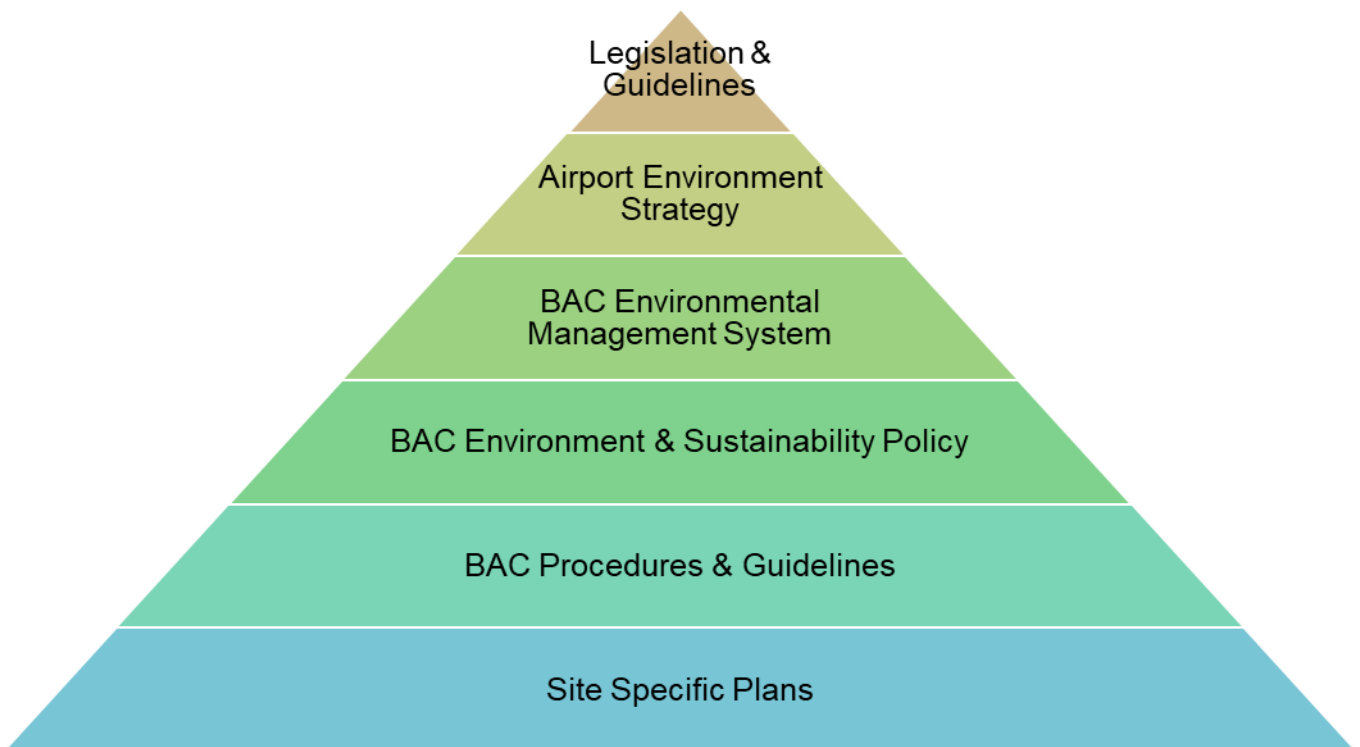 Legislation &
Guidelines
Airport Environment
Strategy
BAC Environmental
Management System
BAC Environment & Sustainability Policy
BAC Procedures & Guidelines
Site Specific Plans